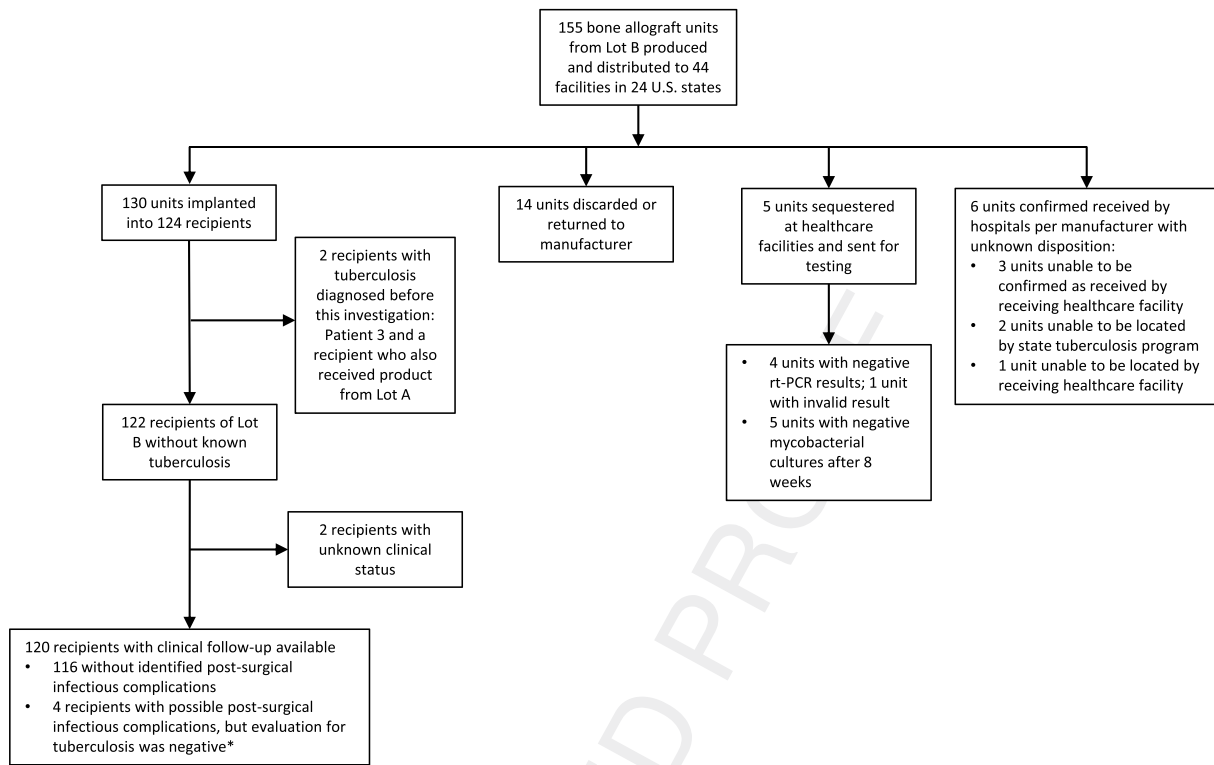 155 bone allograft units
from Lot B produced
and distributed to 44
facilities in 24 U.S. states
130 units implanted
into 124 recipients
14 units discarded or
returned to
manufacturer
5 units sequestered
at healthcare
facilities and sent for
testing
6 units confirmed received by
hospitals per manufacturer with
unknown disposition:
• 3 units unable to be
confirmed as received by
receiving healthcare facility
• 2 units unable to be located
by state tuberculosis program
• 1 unit unable to be located by
receiving healthcare facility
2 recipients with
tuberculosis
diagnosed before
this investigation:
Patient 3 and a
recipient who also
received product
from Lot A
• 4 units with negative
rt-PCR results; 1 unit
with invalid result
• 5 units with negative
mycobacterial
cultures after 8
weeks
122 recipients of Lot
B without known
tuberculosis
2 recipients with
unknown clinical
status
120 recipients with clinical follow-up available
• 116 without identified post-surgical
infectious complications
• 4 recipients with possible post-surgical
infectious complications, but evaluation for
tuberculosis was negative*